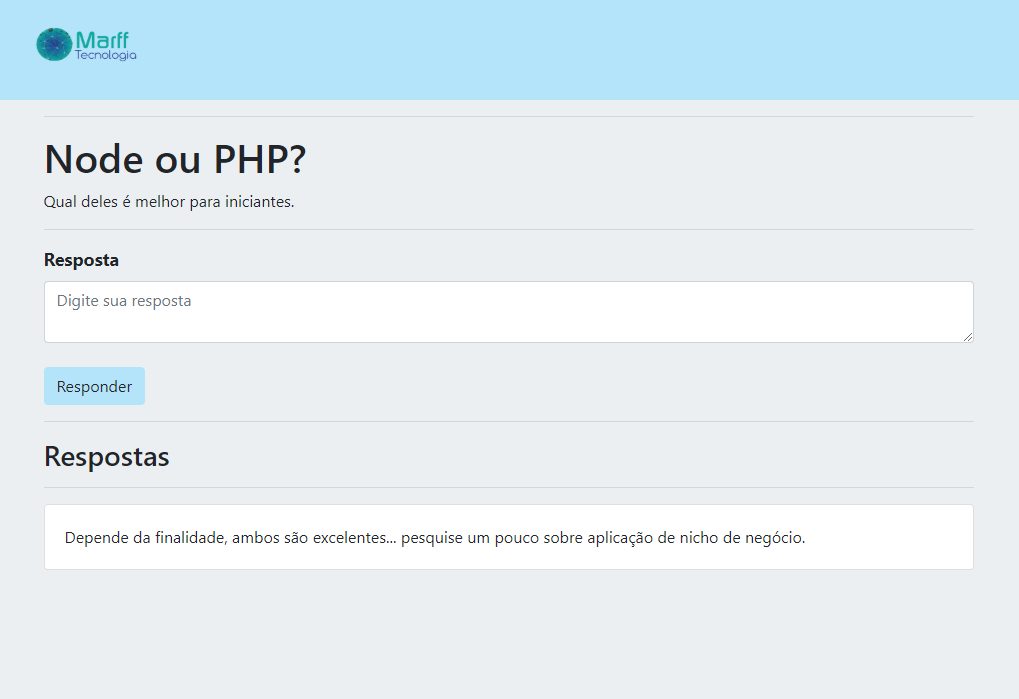 Marff
Tecnologia
Node ou PHP?
Qual deles é melhor para iniciantes.
Resposta
Digite sua resposta
Responder
Respostas
Depende da finalidade, ambos são excelentes... pesquise um pouco sobre aplicação de nicho de negócio.